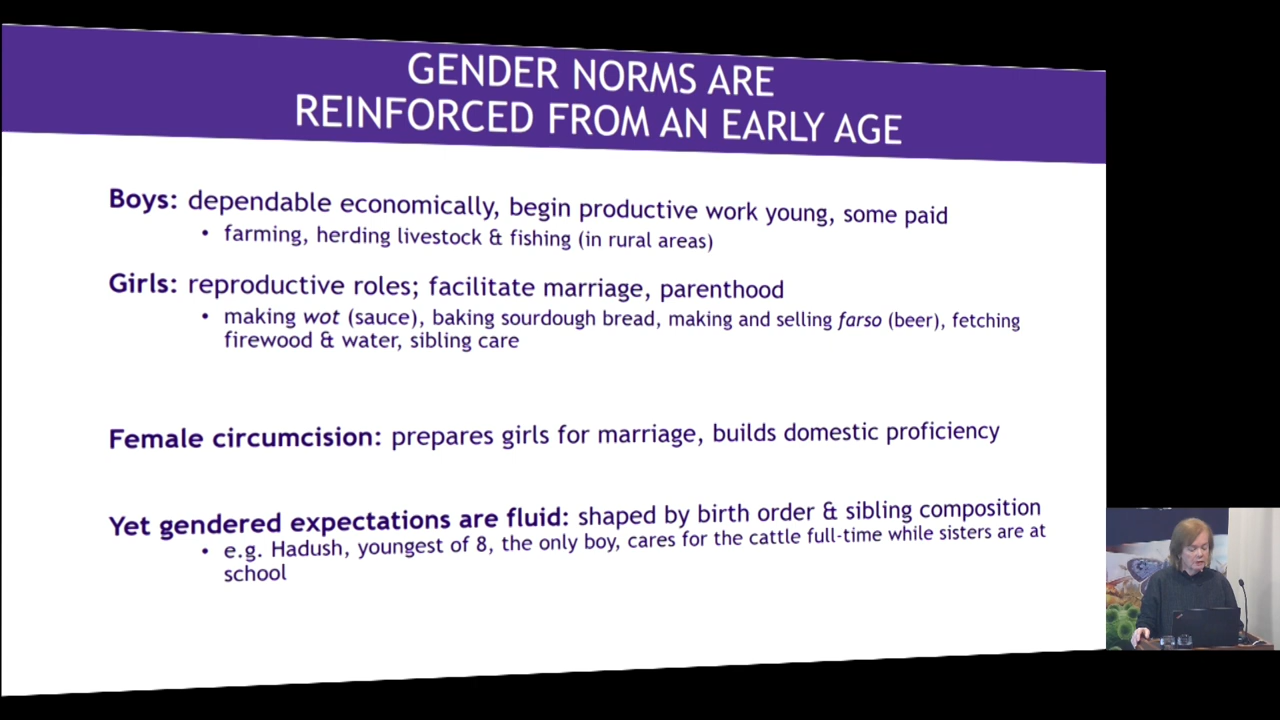 GENDER NORMS ARE
REINFORCED FROM AN EARLY AGE
Boys: dependable economically, begin productive work young, some paid
• farming, herding livestock & fishing (in rural areas)
Girls: reproductive roles; facilitate marriage, parenthood
• making wot (sauce), baking sourdough bread, making and selling farso (beer), fetching
firewood & water, sibling care
Female circumcision: prepares girls for marriage, builds domestic proficiency
Yet gendered expectations are fluid: shaped by birth order & sibling composition
• e.g. Hadush, youngest of 8, the only boy, cares for the cattle full-time while sisters are at
school